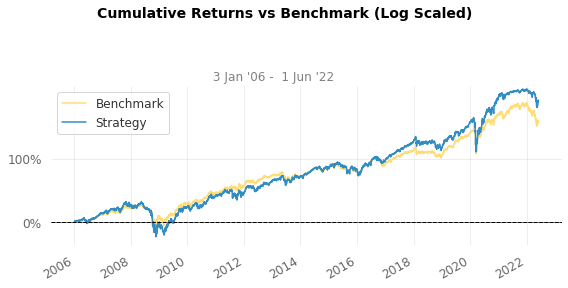 Cumulative Returns vs Benchmark (Log Scaled)
3 Jan '06 - 1 Jun '22
Benchmark
Strategy
100%
0%
2006 2008 2010 2012 2014 2016 2018 2020 2022